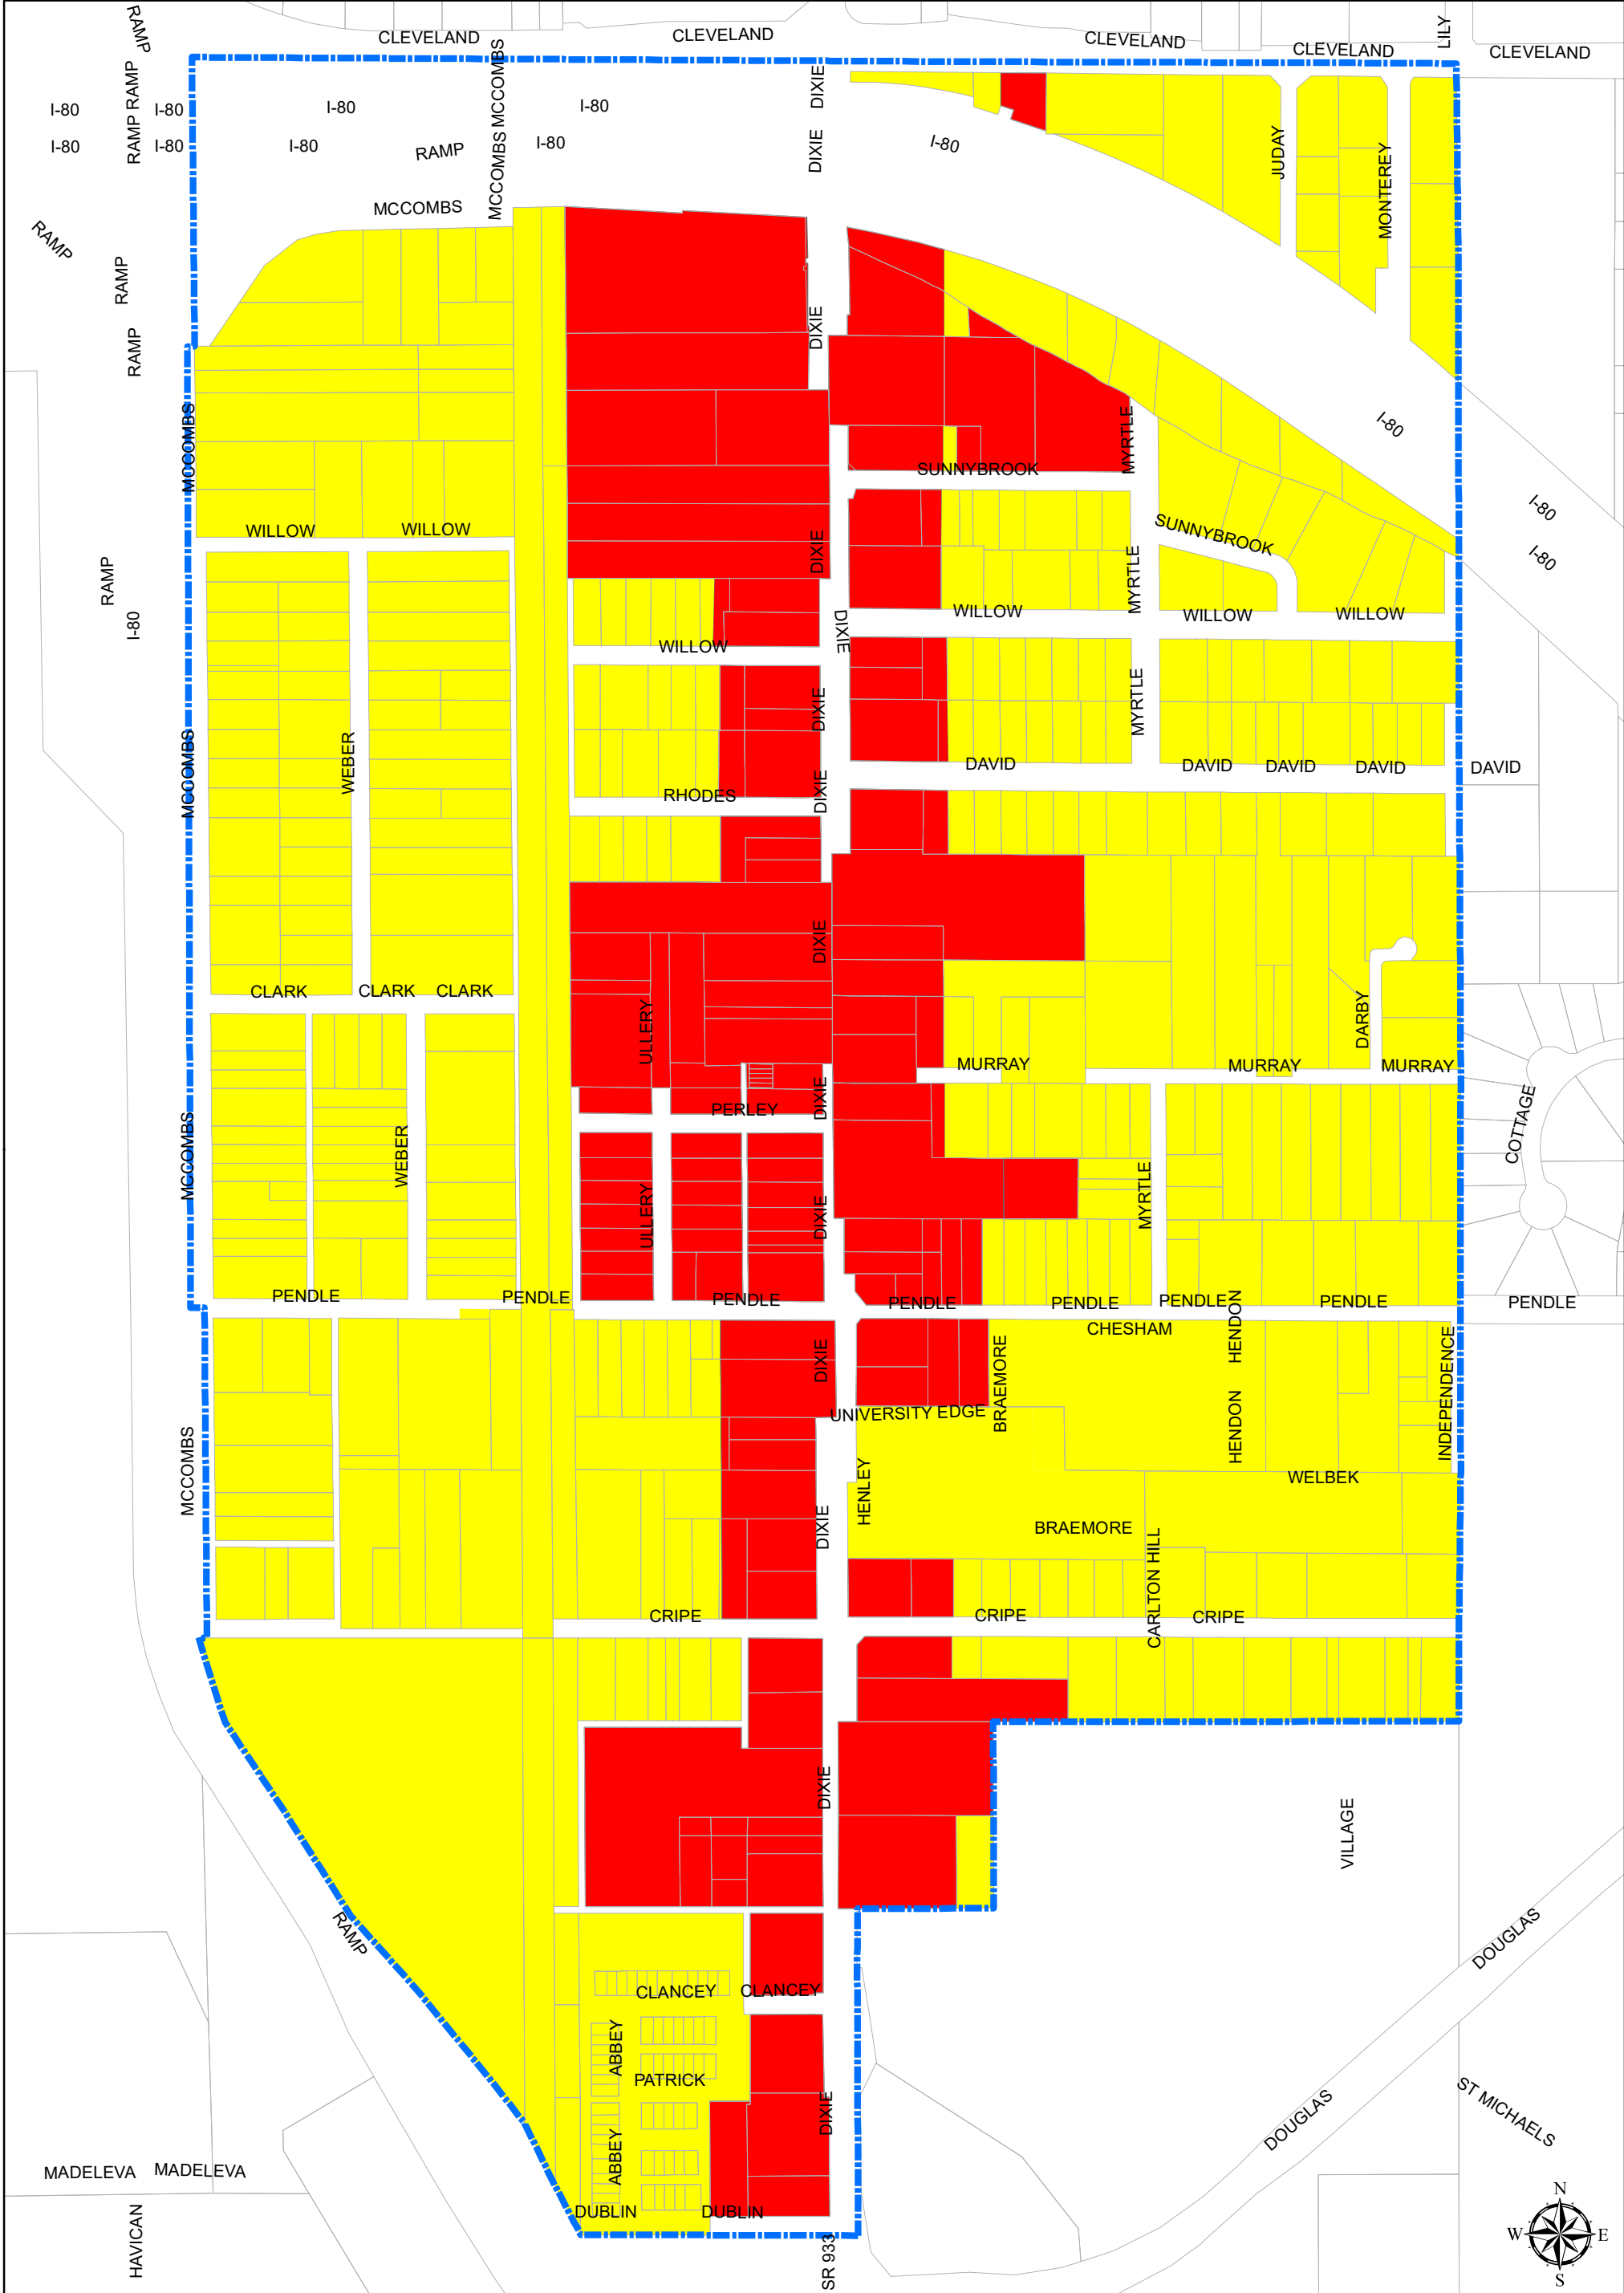 RAMP
CLEVELAND
CLEVELAND
CLEVELAND
CLEVELAND
CLEVELAND
LILY
MCCOMBS
DIXIE
RAMP
I-80
I-80
I-80
I-80
RAMP
I-80
I-80
I-80
RAMP
MCCOMBS
I-80
DIXIE
I-80
JUDAY
MONTEREY
MCCOMBS
RAMP
RAMP
RAMP
DIXIE
MCCOMBS
MYRTLE
I-80
SUNNYBROOK
WILLOW
WILLOW
DIXIE
SUNNYBROOK
I-80
I-80
RAMP
I-80
MYRTLE
WILLOW
WILLOW
WILLOW
DIXIE
WILLOW
MYRTLE
DIXIE
MCCOMBS
WEBER
DAVID
DAVID
DAVID
DAVID
DAVID
DIXIE
RHODES
DIXIE
CLARK
CLARK
CLARK
ULLERY
DARBY
MURRAY
MURRAY
MURRAY
DIXIE
PERLEY
COTTAGE
MCCOMBS
WEBER
ULLERY
DIXIE
MYRTLE
PENDLE
PENDLE
PENDLE
PENDLE
PENDLE
PENDLE
PENDLE
PENDLE
CHESHAM
HENDON
DIXIE
BRAEMORE
INDEPENDENCE
UNIVERSITY EDGE
HENDON
MCCOMBS
WELBEK
HENLEY
DIXIE
BRAEMORE
CARLTON HILL
CRIPE
CRIPE
CRIPE
DIXIE
VILLAGE
RAMP
DOUGLAS
CLANCEY
CLANCEY
ABBEY
PATRICK
DIXIE
DOUGLAS
ST MICHAELS
ABBEY
MADELEVA
MADELEVA
DUBLIN
DUBLIN
HAVICAN
SR 933
N
W
E
S